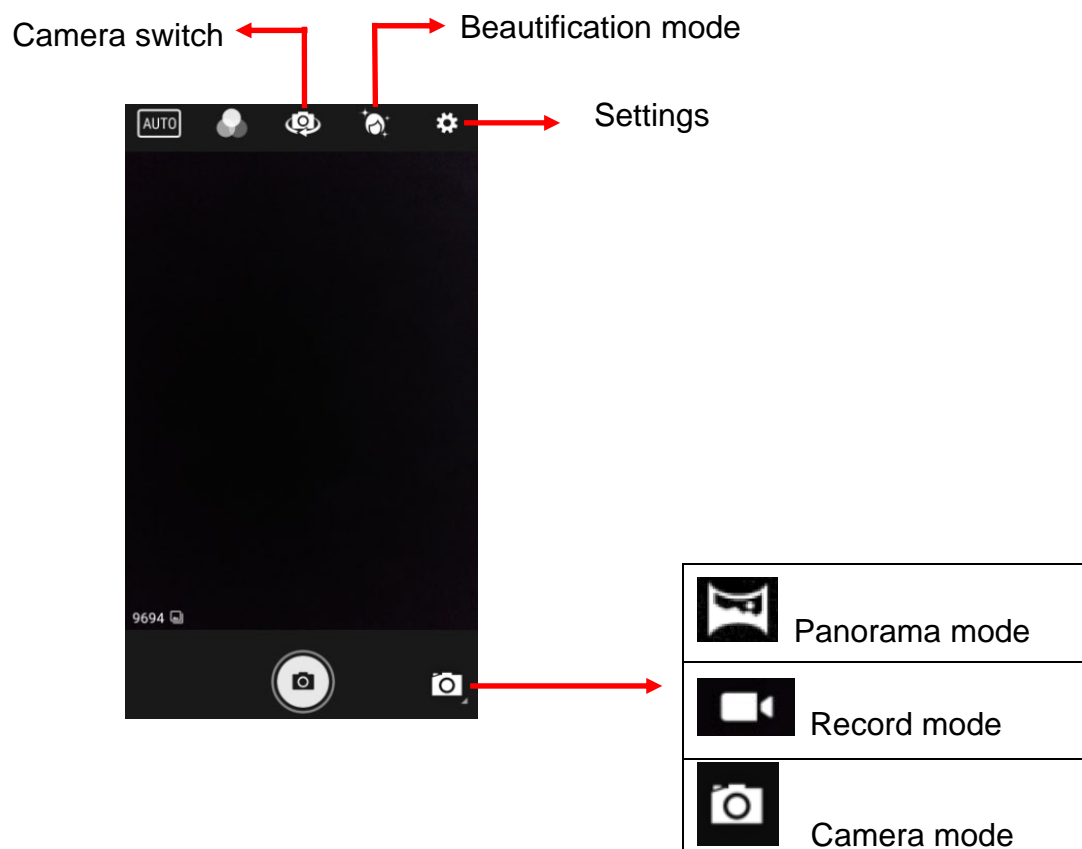 Beautification mode
Camera switch
Settings
AUTO
9694
Panorama mode
Record mode
Camera mode